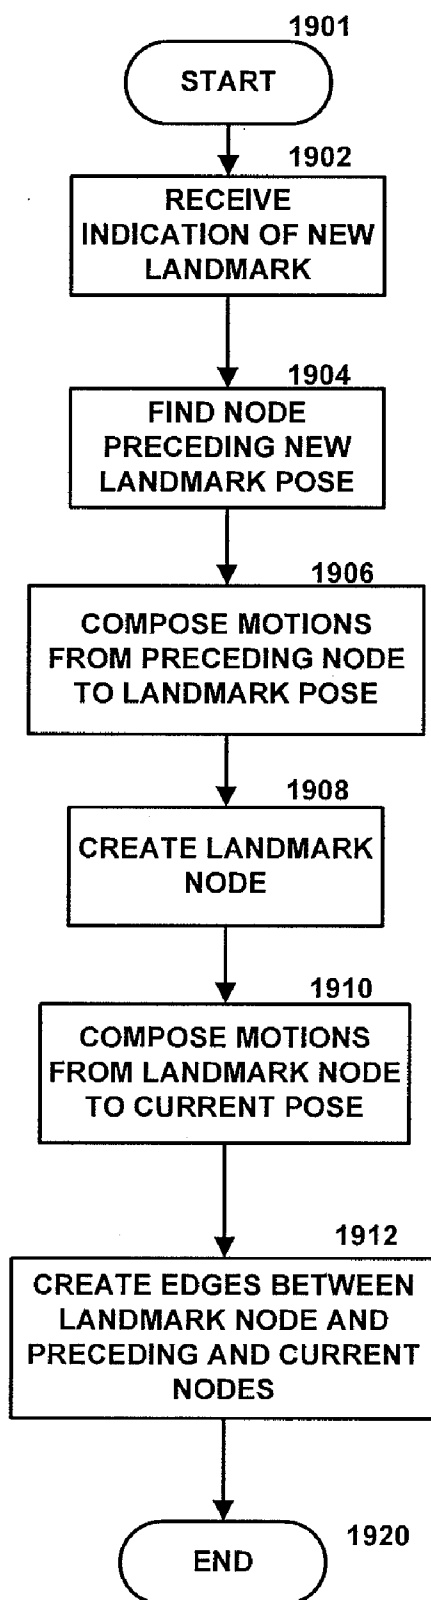 1901
START
1902
RECEIVE
INDICATION OF NEW
LANDMARK
1904
FIND NODE
PRECEDING NEW
LANDMARK POSE
1906
COMPOSE MOTIONS
FROM PRECEDING NODE
TO LANDMARK POSE
1908
CREATE LANDMARK
NODE
1910
COMPOSE MOTIONS
FROM LANDMARK NODE
TO CURRENT POSE
1912
CREATE EDGES BETWEEN
LANDMARK NODE AND
PRECEDING AND CURRENT
NODES
1920
END